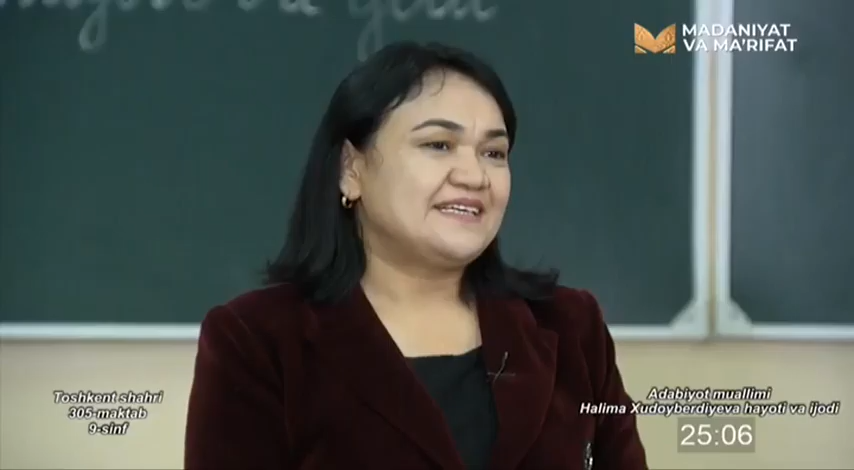 MADANIYAT
VA MA'RIFAT
Toshkent shahri
305-maktab
9-sinf
Adabiyot muallimi
Halima Xudoyberdiyeva hayoti va ijodi
25:06